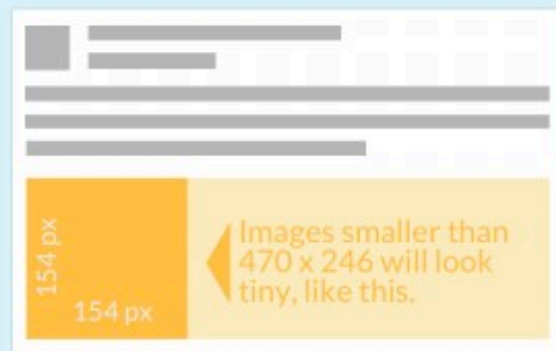 Images smaller than
470 x 246 will look
tiny, like this.
154 px
154 px